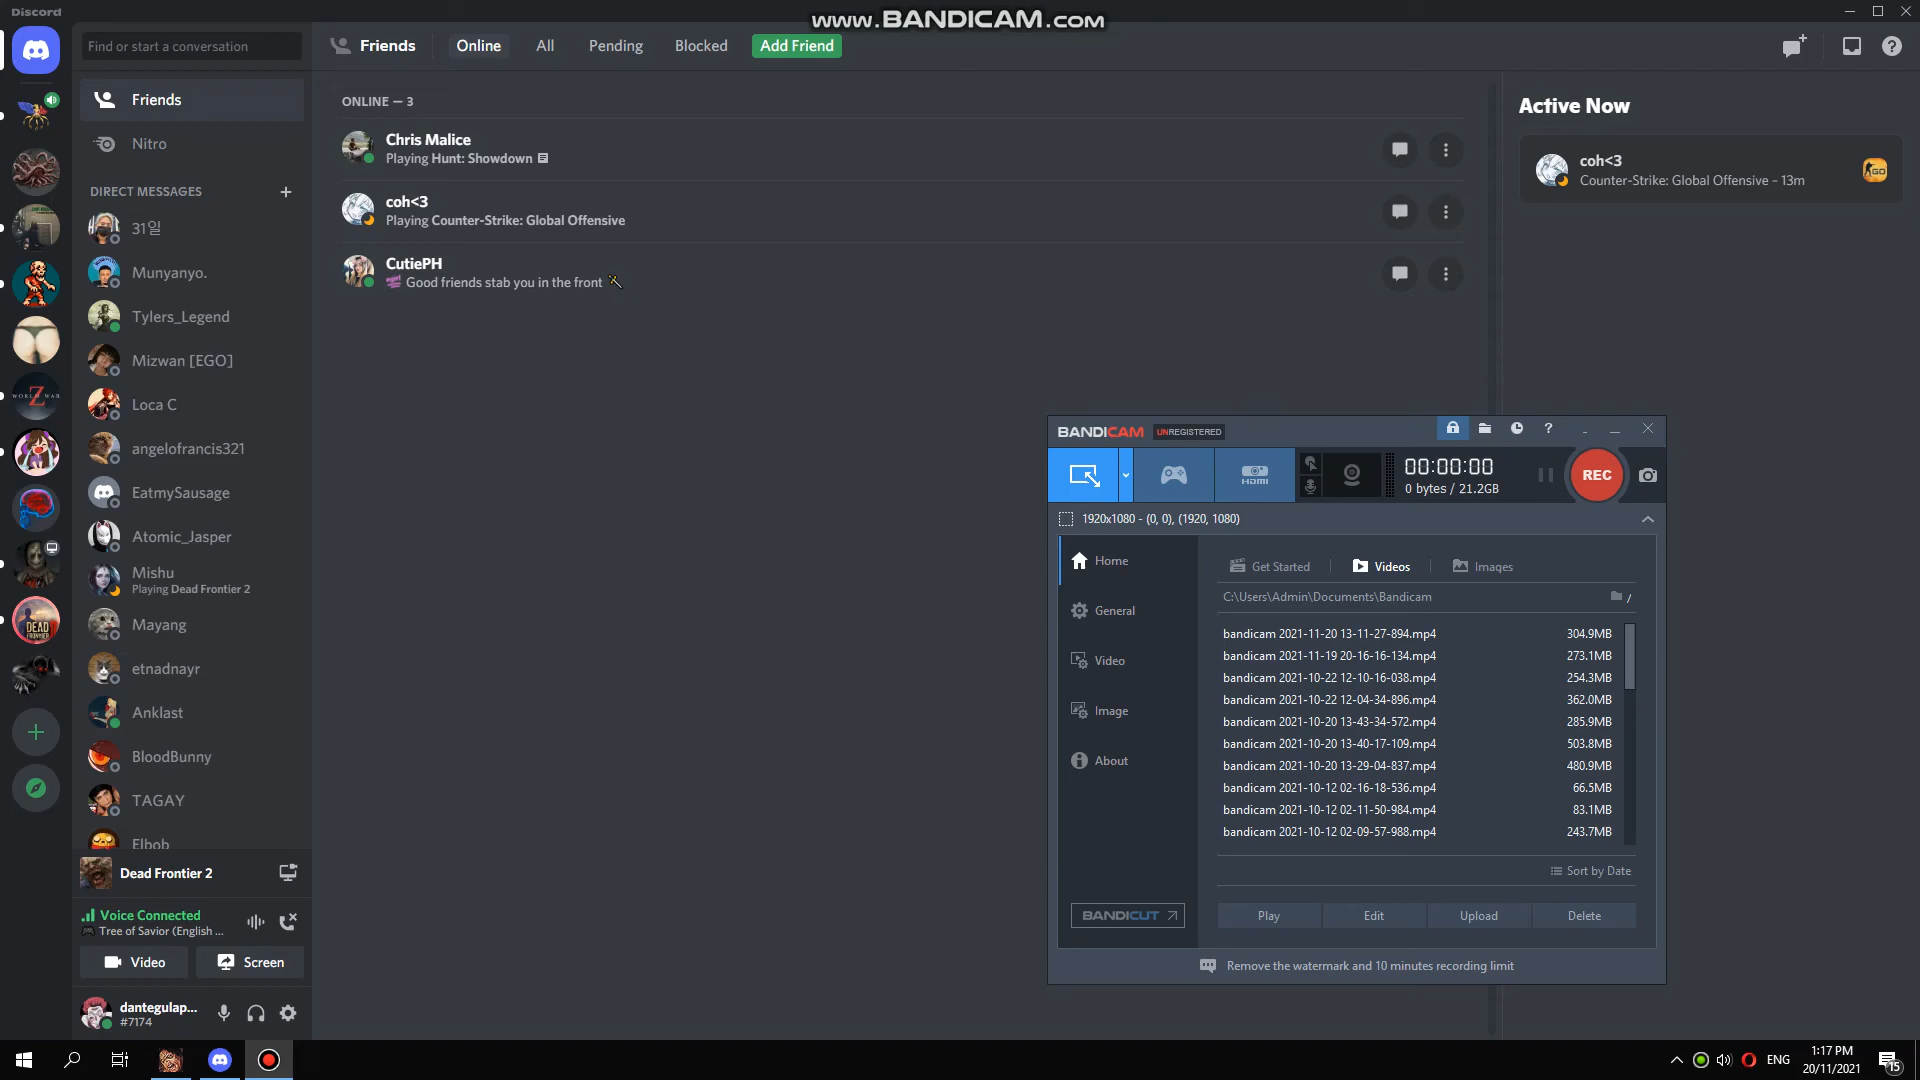 Discord
www.BANDICAM.com
Find or start a conversation
Friends
Online
All
Pending
Blocked
Add Friend
Friends
Nitro
DIRECT MESSAGES
31일
Munyanyo.
Tylers_Legend
Mizwan [EGO]
Loca C
angelofrancis321
EatmySausage
Atomic_Jasper
Mishu
Playing Dead Frontier 2
Mayang
etnadnayr
Anklast
BloodBunny
TAGAY
Elbob
WORLD WAR
Z
DEAD
FRONTIER
Dead Frontier 2
Voice Connected
Tree of Savior (English ...
Video
Screen
dantegulap...
#7174
ONLINE — 3
Chris Malice
Playing Hunt: Showdown
coh<3
Playing Counter-Strike: Global Offensive
CutiePH
Good friends stab you in the front
Active Now
coh<3
Counter-Strike: Global Offensive – 13m
GO
BANDICAM UNREGISTERED
HDMI
00:00:00
0 bytes / 21.2GB
REC
1920x1080 - (0, 0), (1920, 1080)
Home
General
Video
Image
About
BANDICUT
Get Started
Videos
Images
C:\Users\Admin\Documents\Bandicam
/
bandicam 2021-11-20 13-11-27-894.mp4 304.9MB
bandicam 2021-11-19 20-16-16-134.mp4 273.1MB
bandicam 2021-10-22 12-10-16-038.mp4 254.3MB
bandicam 2021-10-22 12-04-34-896.mp4 362.0MB
bandicam 2021-10-20 13-43-34-572.mp4 285.9MB
bandicam 2021-10-20 13-40-17-109.mp4 503.8MB
bandicam 2021-10-20 13-29-04-837.mp4 480.9MB
bandicam 2021-10-12 02-16-18-536.mp4 66.5MB
bandicam 2021-10-12 02-11-50-984.mp4 83.1MB
bandicam 2021-10-12 02-09-57-988.mp4 243.7MB
Sort by Date
Play
Edit
Upload
Delete
Remove the watermark and 10 minutes recording limit
ENG
1:17 PM
20/11/2021
15